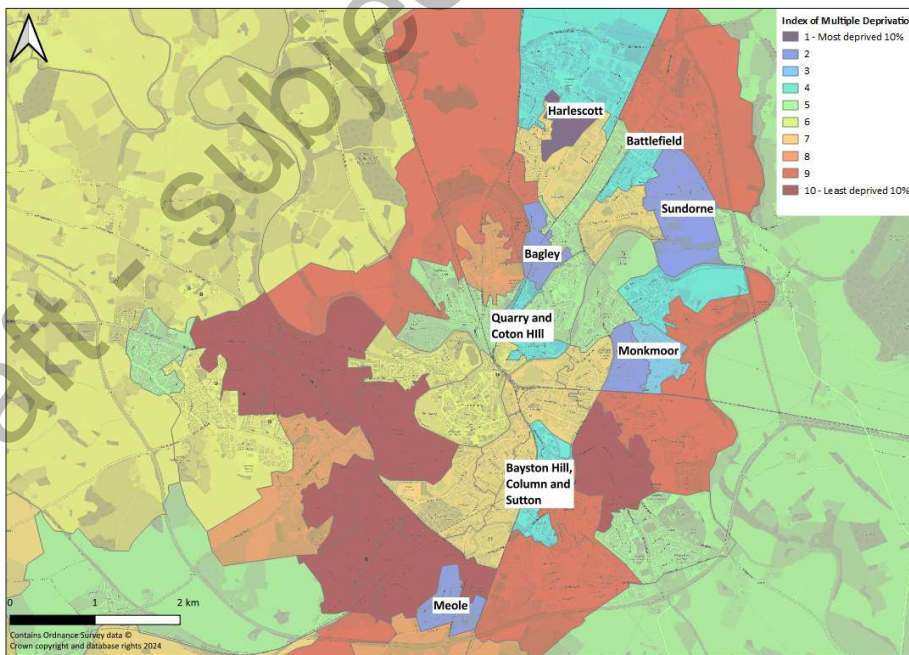 Index of Multiple Deprivatio
1 - Most deprived 10%
2
3
4
5
6
7
8
9
10 - Least deprived 10%
Harlescott
Battlefield
Sundorne
Bagley
Quarry and
Coton HIll
Monkmoor
Bayston Hill,
Column and
Sutton
Meole
0 1 2 km
Contains Ordnance Survey data ©
Crown copyright and database rights 2024
aft - Subjec